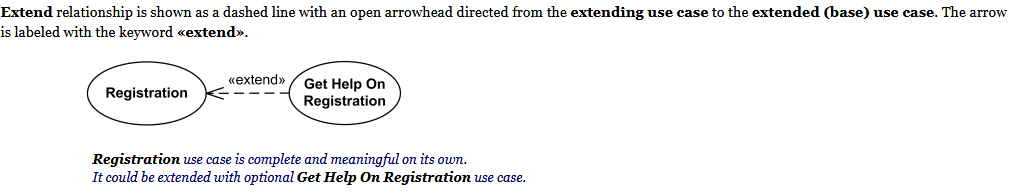 Extend relationship is shown as a dashed line with an open arrowhead directed from the extending use case to the extended (base) use case. The arrow
is labeled with the keyword «extend».
«extend»
Registration
Get Help On
Registration
Registration use case is complete and meaningful on its own.
It could be extended with optional Get Help On Registration use case.